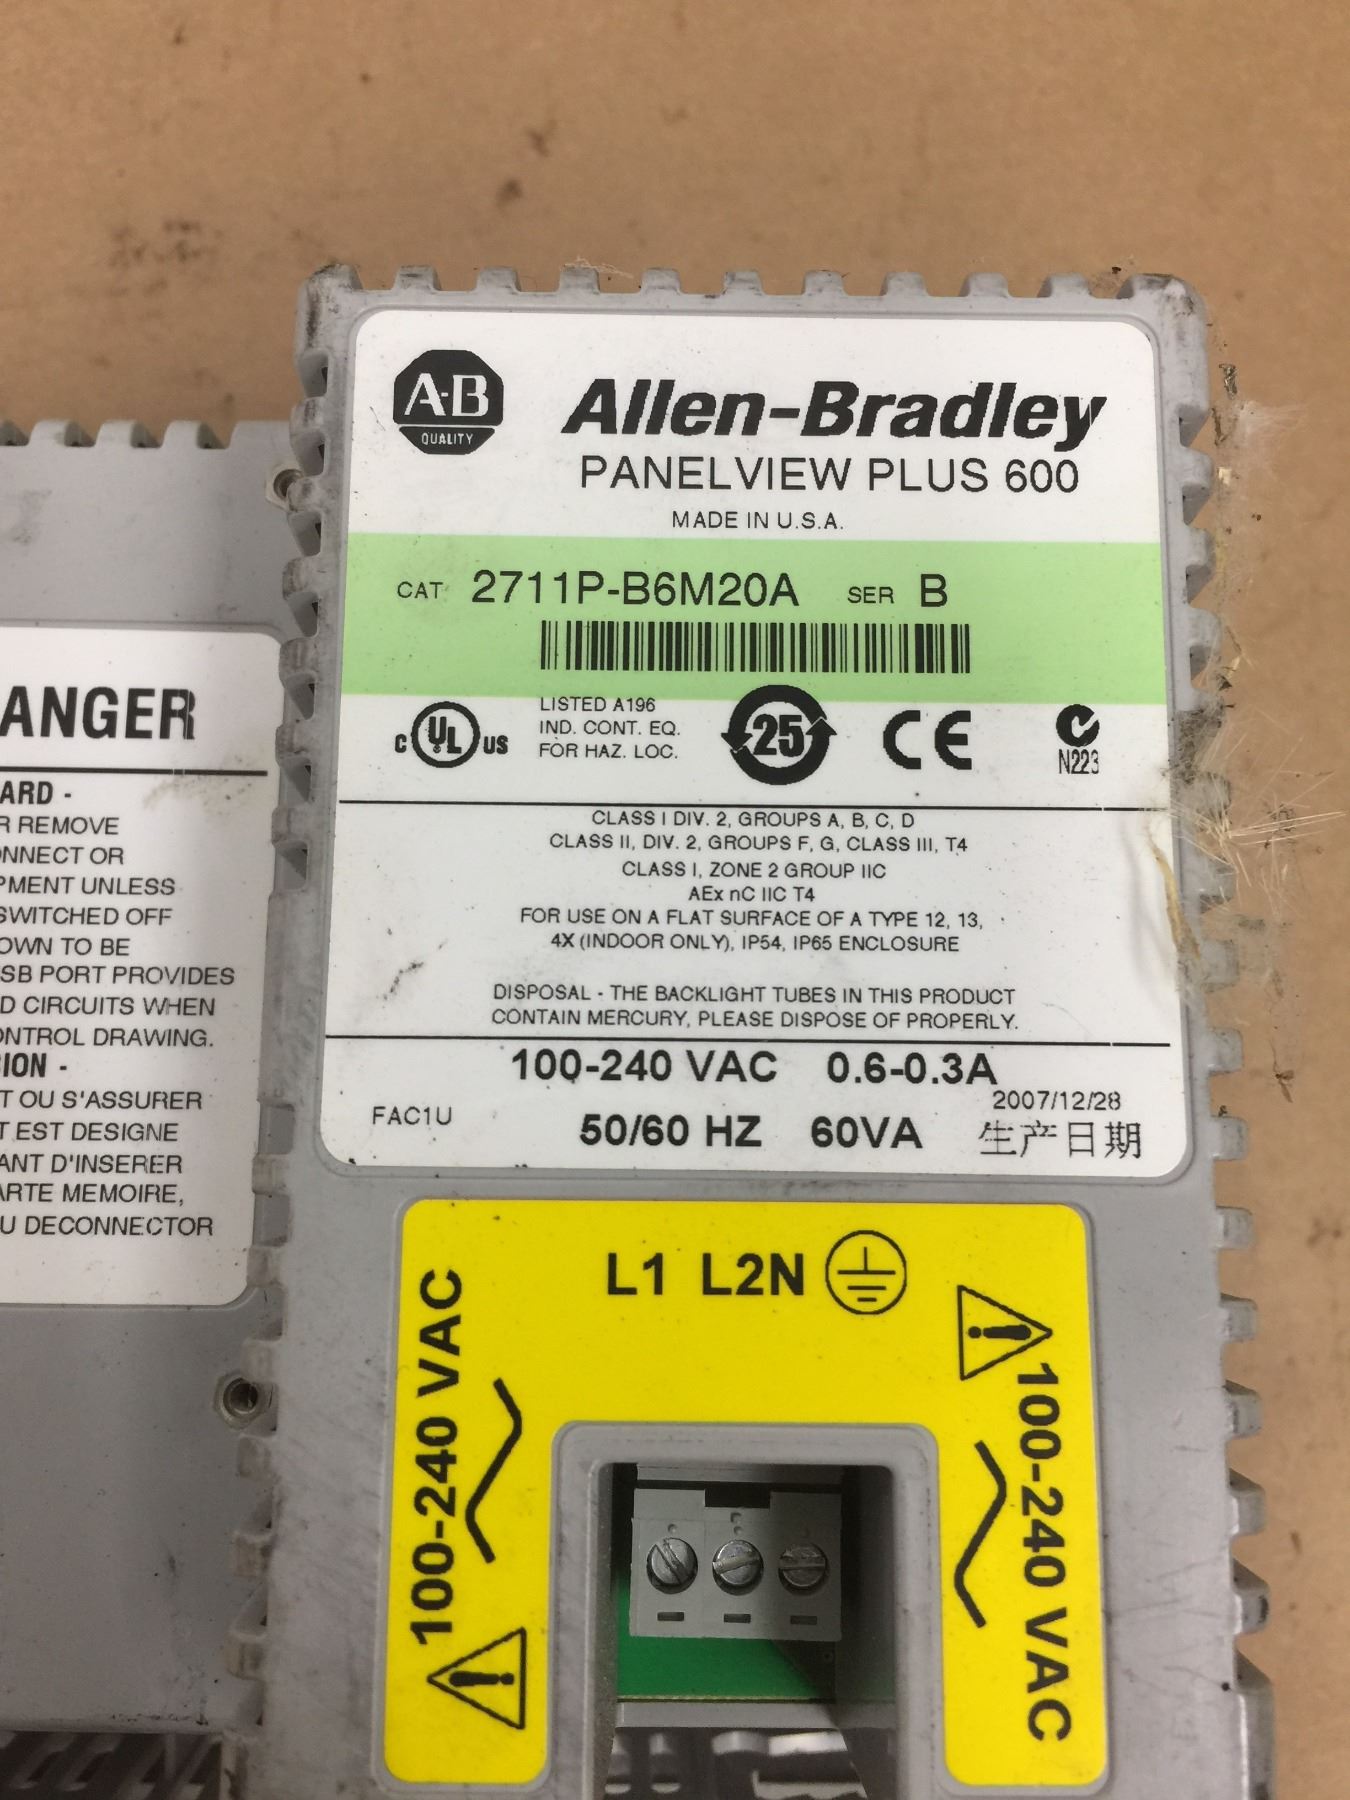 A-B
QUALITY
Allen-Bradley
PANELVIEW PLUS 600
MADE IN U.S.A.
CAT 2711P-B6M20A SER B
C UL US
LISTED A196
IND. CONT. EQ.
FOR HAZ. LOC.
25
CE
N223
CLASS I DIV. 2, GROUPS A, B, C, D
CLASS II, DIV. 2, GROUPS F, G, CLASS III, T4
CLASS I, ZONE 2 GROUP IIC
AEx nC IIC T4
FOR USE ON A FLAT SURFACE OF A TYPE 12, 13,
4X (INDOOR ONLY), IP54, IP65 ENCLOSURE
DISPOSAL - THE BACKLIGHT TUBES IN THIS PRODUCT
CONTAIN MERCURY, PLEASE DISPOSE OF PROPERLY.
100-240 VAC 0.6-0.3A
FAC1U
50/60 HZ 60VA
2007/12/28
生产日期
L1 L2N
100-240 VAC
100-240 VAC
ANGER
ARD -
R REMOVE
ONNECT OR
PMENT UNLESS
SWITCHED OFF
OWN TO BE
SB PORT PROVIDES
D CIRCUITS WHEN
ONTROL DRAWING.
ION -
T OU S'ASSURER
T EST DESIGNE
ANT D'INSERER
ARTE MEMOIRE,
U DECONNECTOR